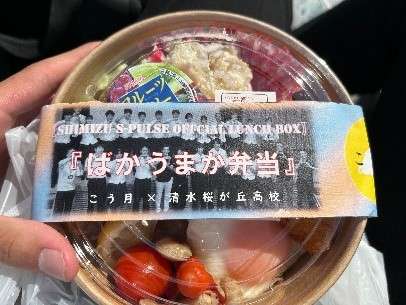 SHIMIZU S-PULSE OFFCIAL LUNCH BOX』
『ばかうまか弁当』
こう月 × 清水桜が丘高校